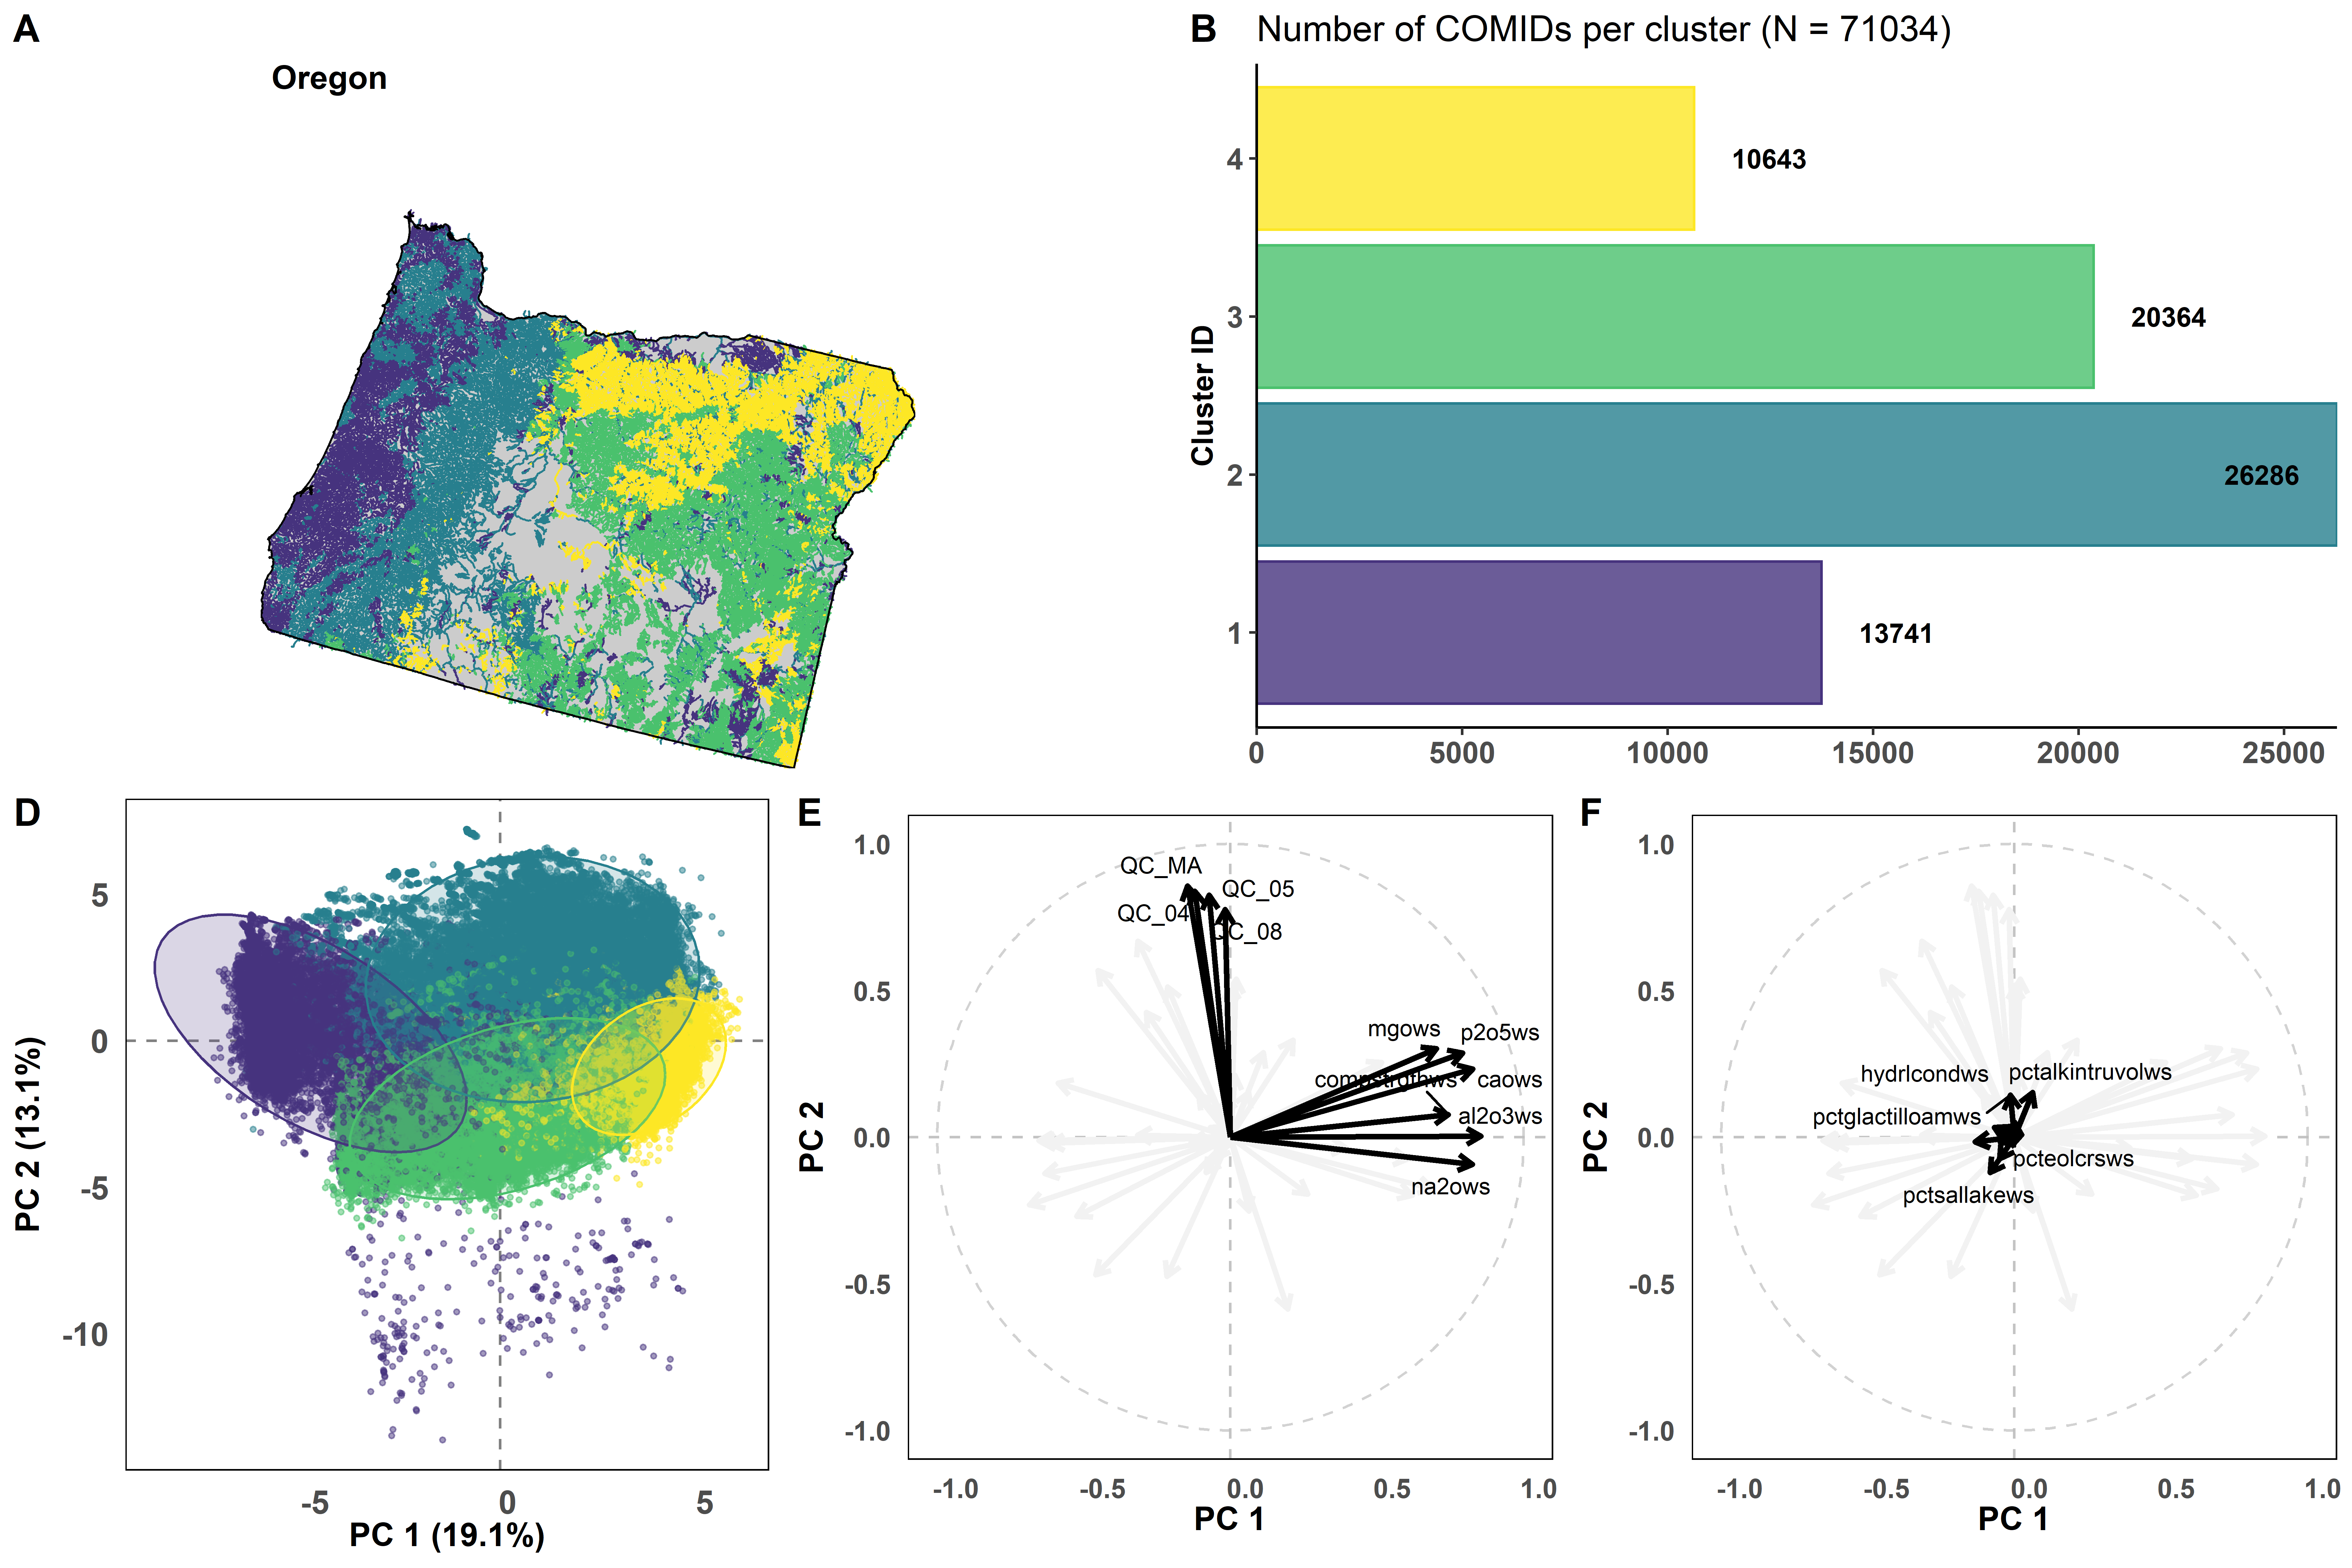 A
Oregon
B
Number of COMIDs per cluster (N = 71034)
Cluster ID
4
10643
3
20364
2
26286
1
13741
0
5000
10000
15000
20000
25000
D
PC 2 (13.1%)
5
0
-5
-10
-5
0
5
PC 1 (19.1%)
E
PC 2
1.0
0.5
0.0
-0.5
-1.0
QC_MA
QC_05
QC_04
QC_08
mgows
p2o5ws
compstrgthws
caows
al2o3ws
na2ows
-1.0
-0.5
0.0
0.5
1.0
PC 1
F
PC 2
1.0
0.5
0.0
-0.5
-1.0
hydrlcondws
pctalkintruvolws
pctglactilloamws
pcteolcrsws
pctsallakews
-1.0
-0.5
0.0
0.5
1.0
PC 1